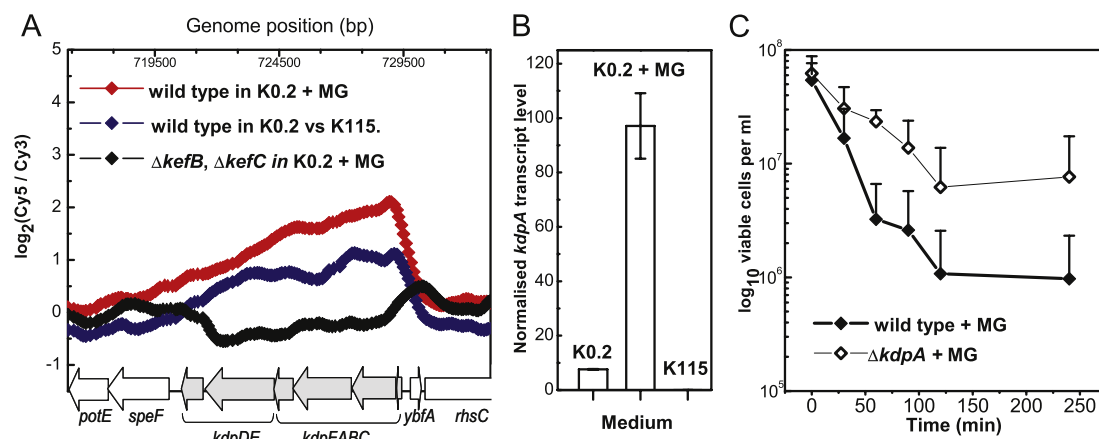 A
Genome position (bp)
719500 724500 729500
5
4
3
2
1
0
-1
log2(Cy5 / Cy3)
wild type in K0.2 + MG
wild type in K0.2 vs K115.
ΔkefB, ΔkefC in K0.2 + MG
potE speF ybfA rhsC
kdpDE kdpFABC
B
Normalised kdpA transcript level
120
100
80
60
40
20
0
K0.2 + MG
K0.2
K115
Medium
C
log10 viable cells per ml
10^8
10^7
10^6
10^5
wild type + MG
ΔkdpA + MG
0 50 100 150 200 250
Time (min)